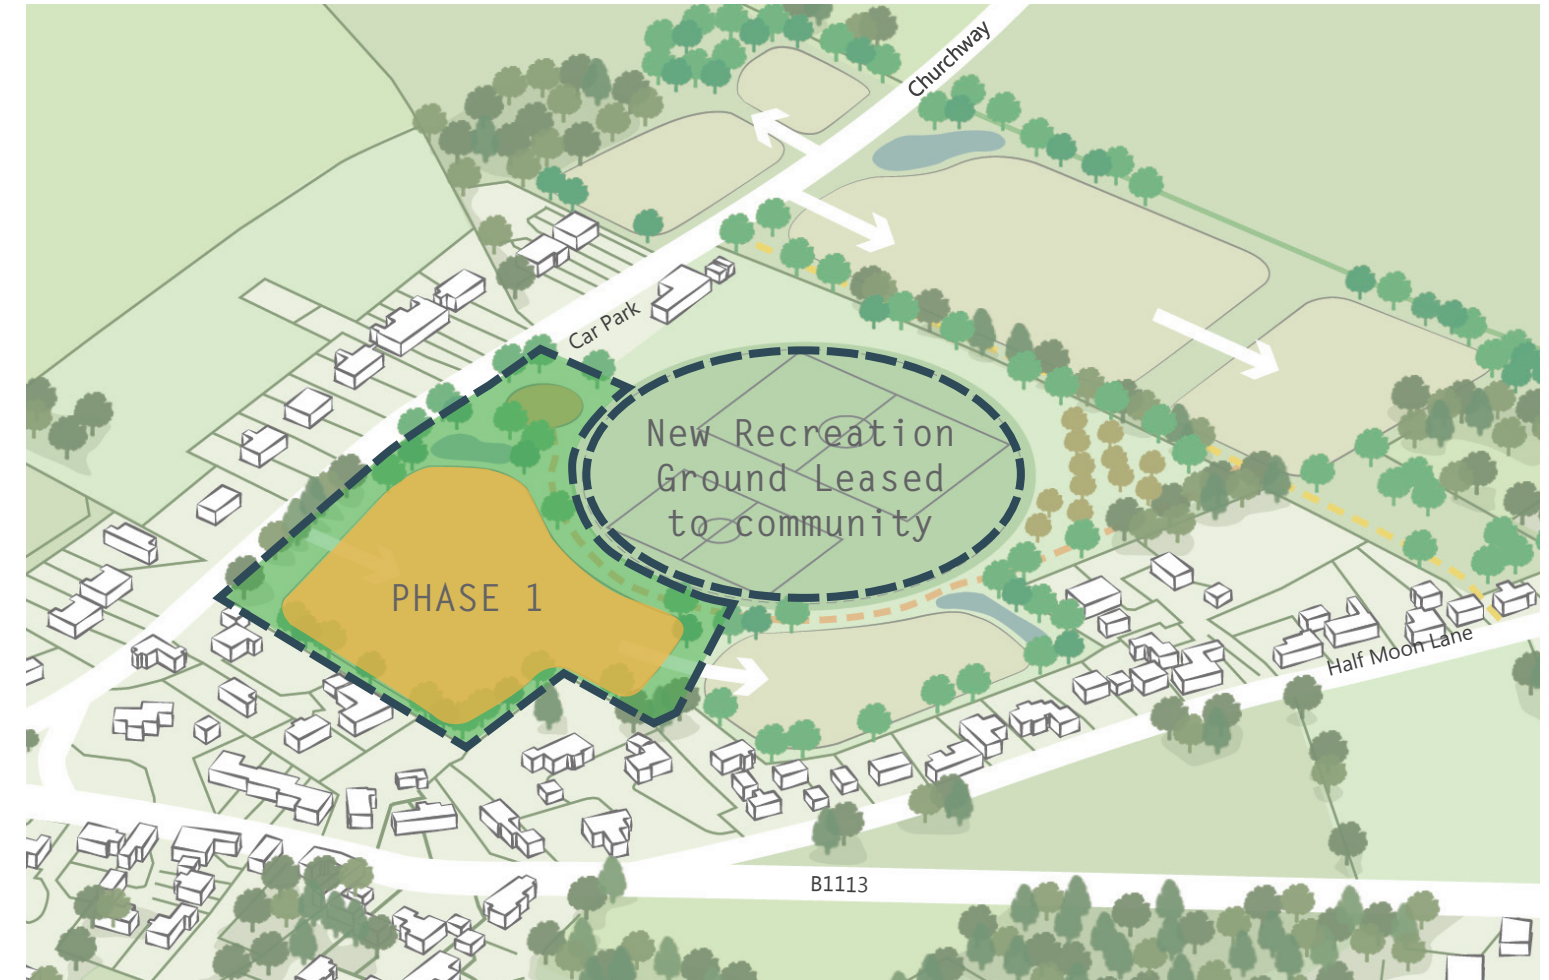 Churchway
Car Park
New Recreation
Ground Leased
to community
PHASE 1
Half Moon Lane
B1113